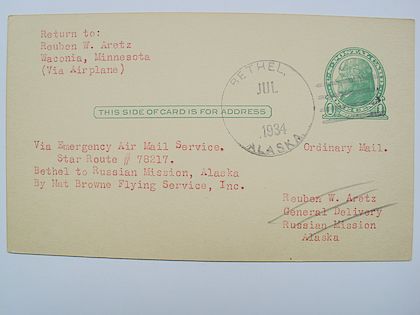 Return to:
Reuben W. Aretz
Waconia, Minnesota
(Via Airplane)
BETHEL,
JUL
1934
ALASKA.
THIS SIDE OF CARD IS FOR ADDRESS
1 1
Via Emergency Air Mail Service.
Ordinary Mail.
Star Route # 78217.
Bethel to Russian Mission, Alaska
By Nat Browne Flying Service, Inc.
Reuben W. Aretz
General Delivery
Russian Mission
Alaska